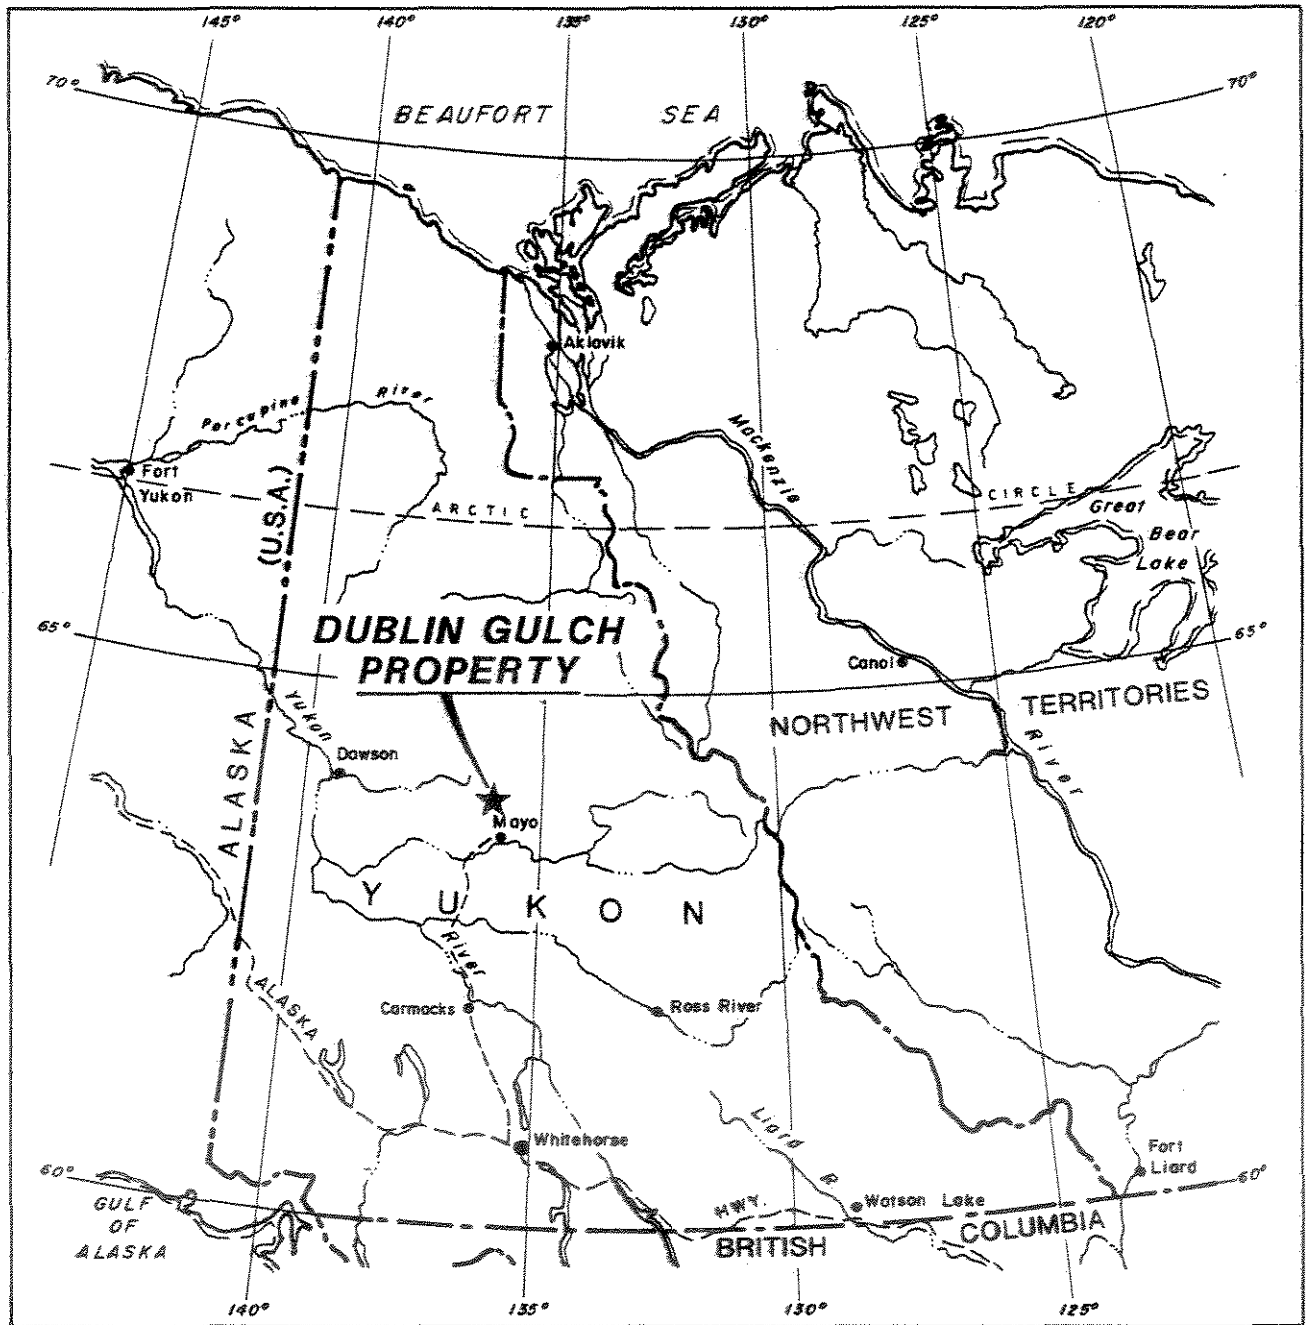 145° 140° 135° 130° 125° 120°
70° 70°
BEAUFORT SEA
Aklavik
Porcupine River
Mackenzie
Fort
Yukon
(U.S.A.)
ARCTIC CIRCLE
Great
Bear
Lake
65° 65°
DUBLIN GULCH
PROPERTY
Canol
NORTHWEST TERRITORIES
Yukon
River
ALASKA
Dawson
Mayo
YUKON
River
ALASKA
Carmacks
Ross River
Liard
R
Whitehorse
Fort
Liard
60° 60°
GULF
OF
ALASKA
HWY.
Watson Lake
BRITISH COLUMBIA
140° 135° 130° 125°